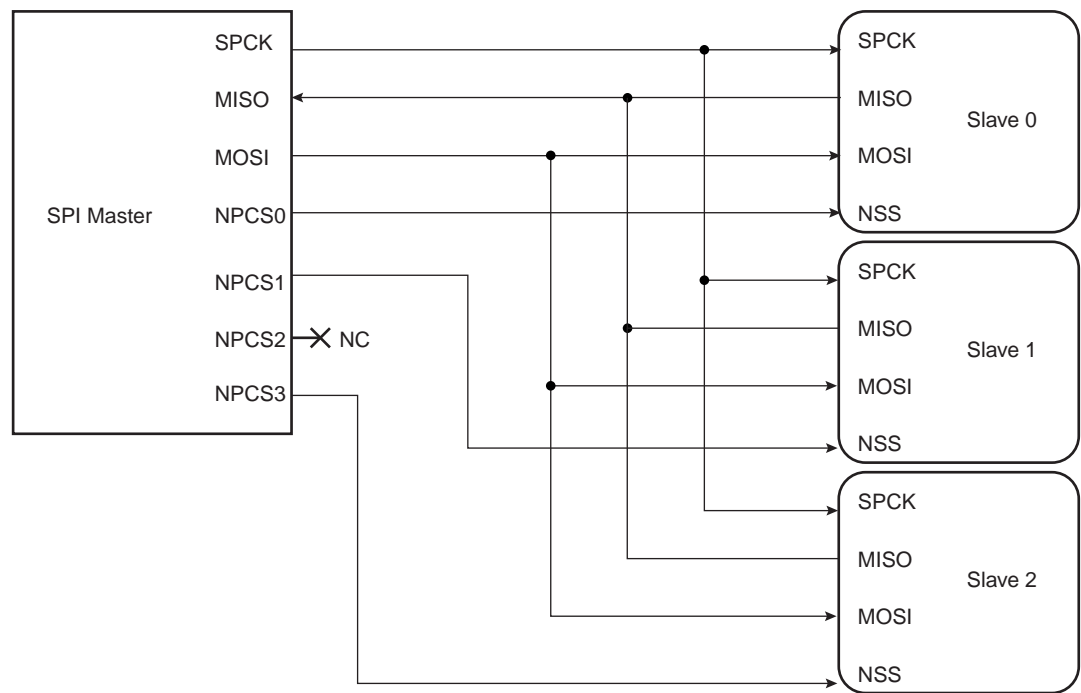 SPI Master
SPCK
MISO
MOSI
NPCS0
NPCS1
NPCS2
NC
NPCS3
SPCK
MISO
Slave 0
MOSI
NSS
SPCK
MISO
Slave 1
MOSI
NSS
SPCK
MISO
Slave 2
MOSI
NSS